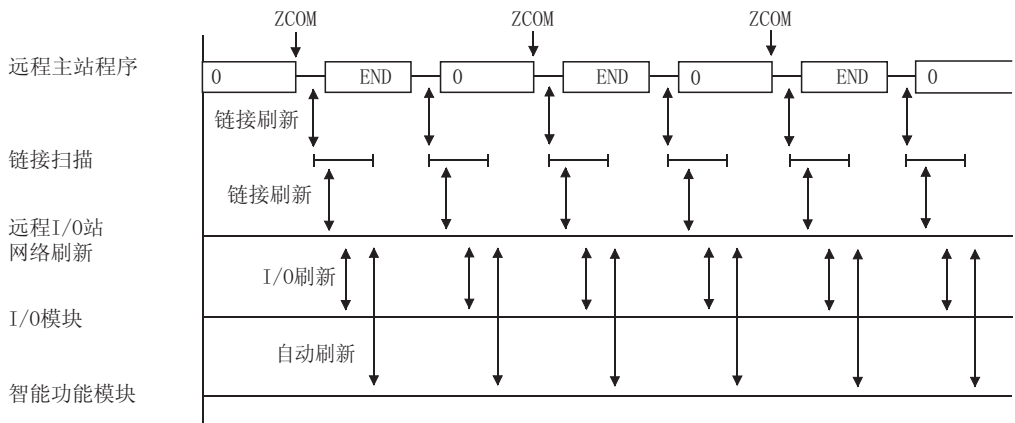 ZCOM ZCOM ZCOM
远程主站程序 0 END 0 END 0 END 0
链接刷新
链接扫描
链接刷新
远程I/O站
网络刷新
I/O刷新
I/O模块
自动刷新
智能功能模块